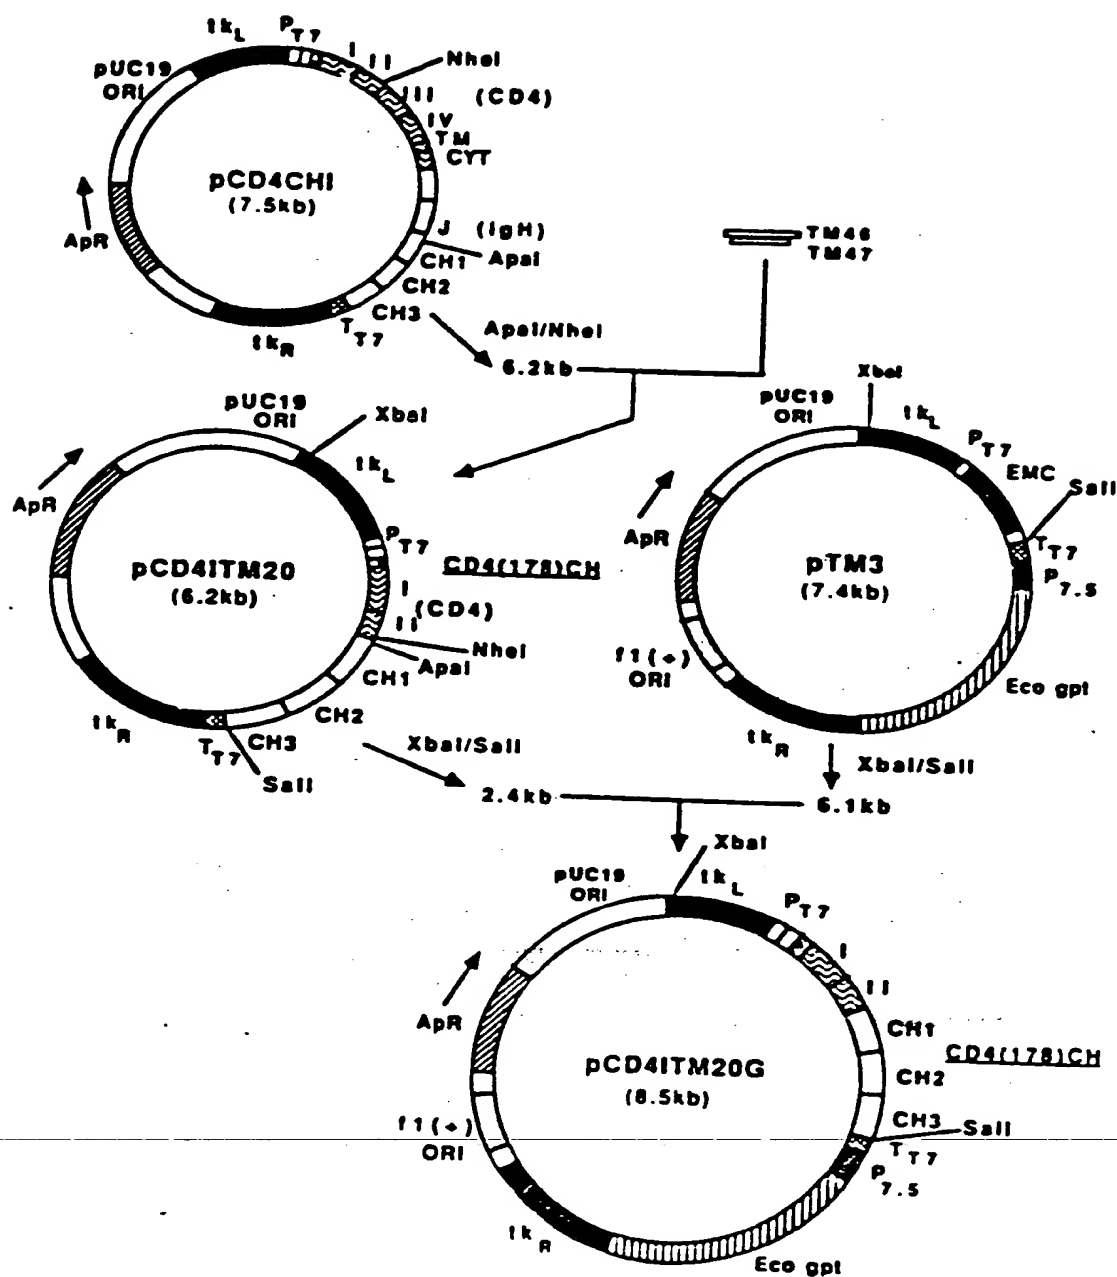 tkL
PT7
I
II
NheI
pUC19
ORI
III
(CD4)
IV
TM
CYT
pCD4CHI
(7.5kb)
ApR
J
(IgH)
ApaI
CH1
CH2
CH3
TT7
tkR
TM46
TM47
ApaI/NheI
6.2kb
pUC19
ORI
XbaI
tkL
ApR
PT7
pCD4ITM20
(6.2kb)
CD4(178)CH
I
(CD4)
II
NheI
ApaI
CH1
CH2
CH3
tkR
TT7
SalI
XbaI
pUC19
ORI
tkL
PT7
EMC
SalI
ApR
TT7
P7.5
pTM3
(7.4kb)
f1(+)
ORI
Eco gpt
tkR
XbaI/SalI
2.4kb
XbaI/SalI
6.1kb
XbaI
pUC19
ORI
tkL
PT7
I
II
ApR
CH1
CD4(178)CH
pCD4ITM20G
(8.5kb)
CH2
CH3
SalI
TT7
P7.5
f1(+)
ORI
tkR
Eco gpt